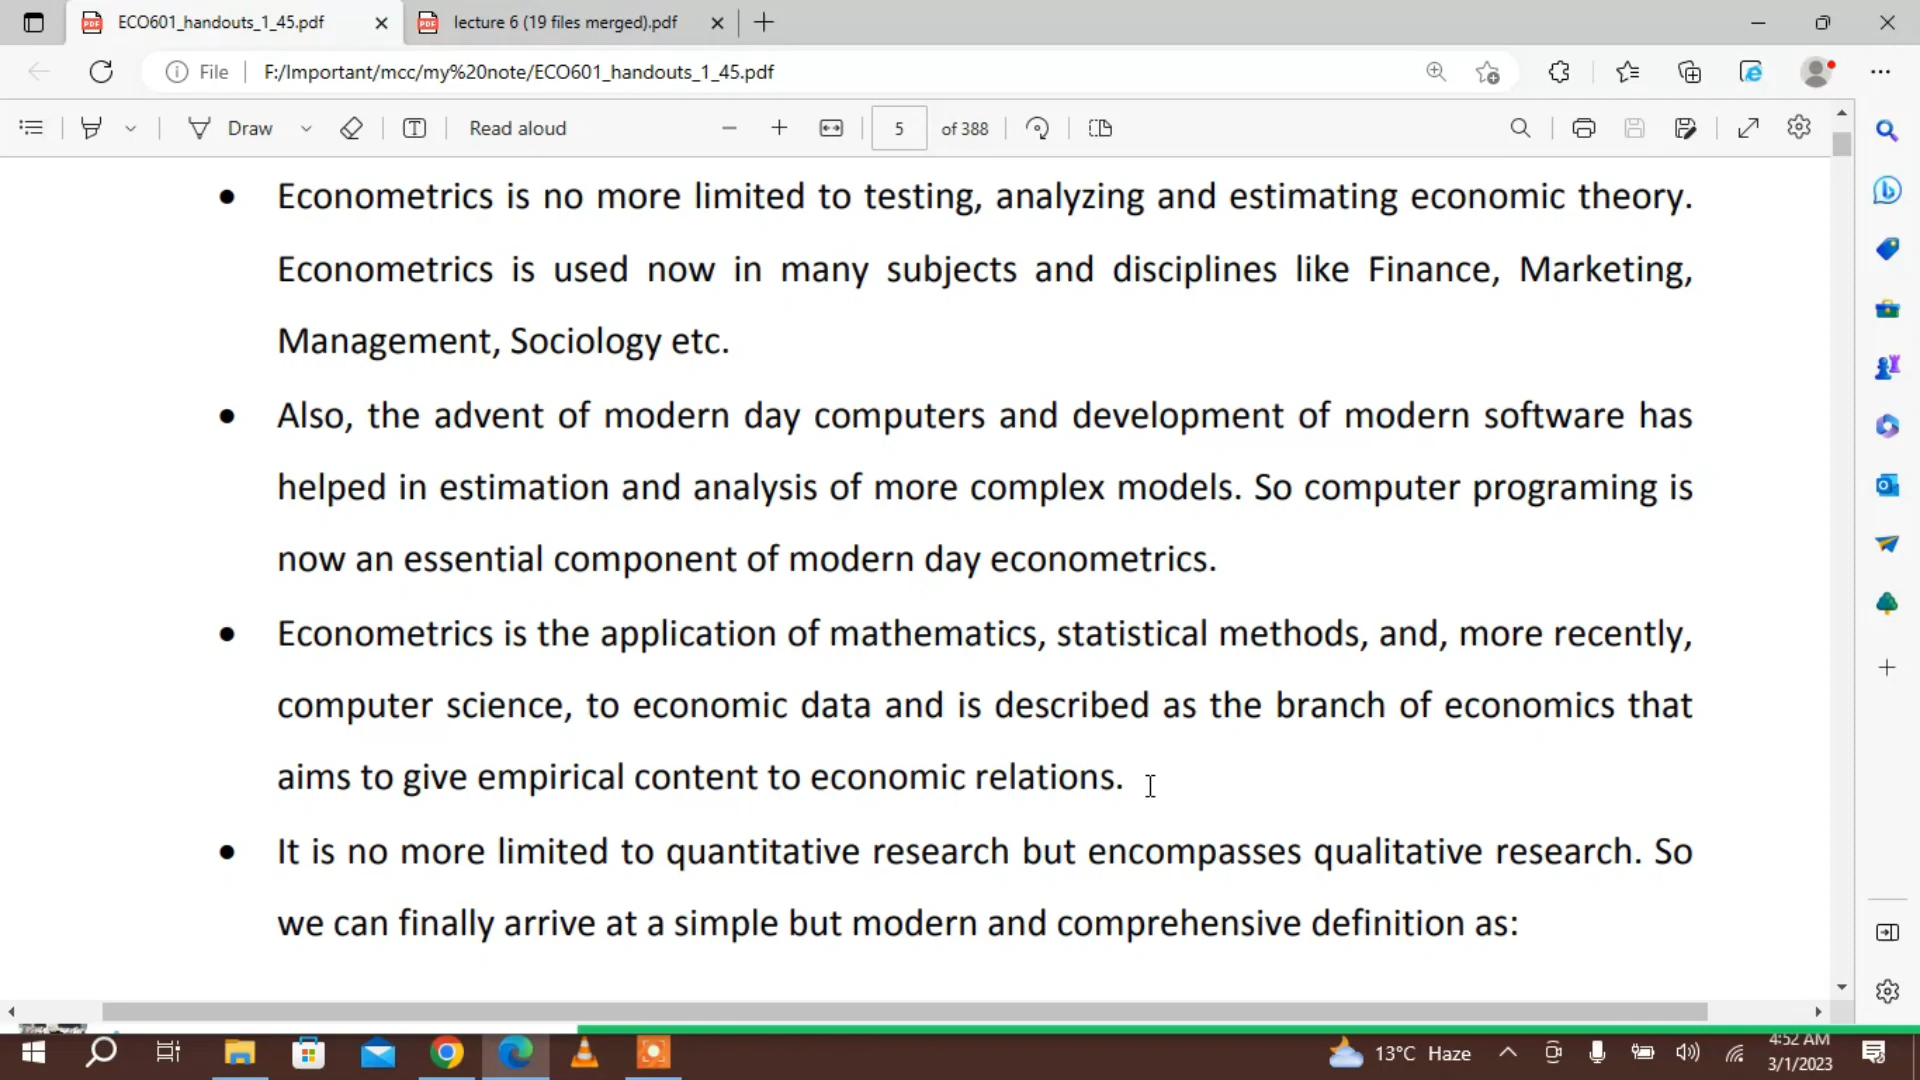 ECO601_handouts_1_45.pdf
lecture 6 (19 files merged).pdf
File
F:/Important/mcc/my%20note/ECO601_handouts_1_45.pdf
Draw
Read aloud
5 of 388
• Econometrics is no more limited to testing, analyzing and estimating economic theory.
Econometrics is used now in many subjects and disciplines like Finance, Marketing,
Management, Sociology etc.
• Also, the advent of modern day computers and development of modern software has
helped in estimation and analysis of more complex models. So computer programing is
now an essential component of modern day econometrics.
• Econometrics is the application of mathematics, statistical methods, and, more recently,
computer science, to economic data and is described as the branch of economics that
aims to give empirical content to economic relations.
• It is no more limited to quantitative research but encompasses qualitative research. So
we can finally arrive at a simple but modern and comprehensive definition as:
13°C Haze
4:52 AM
3/1/2023